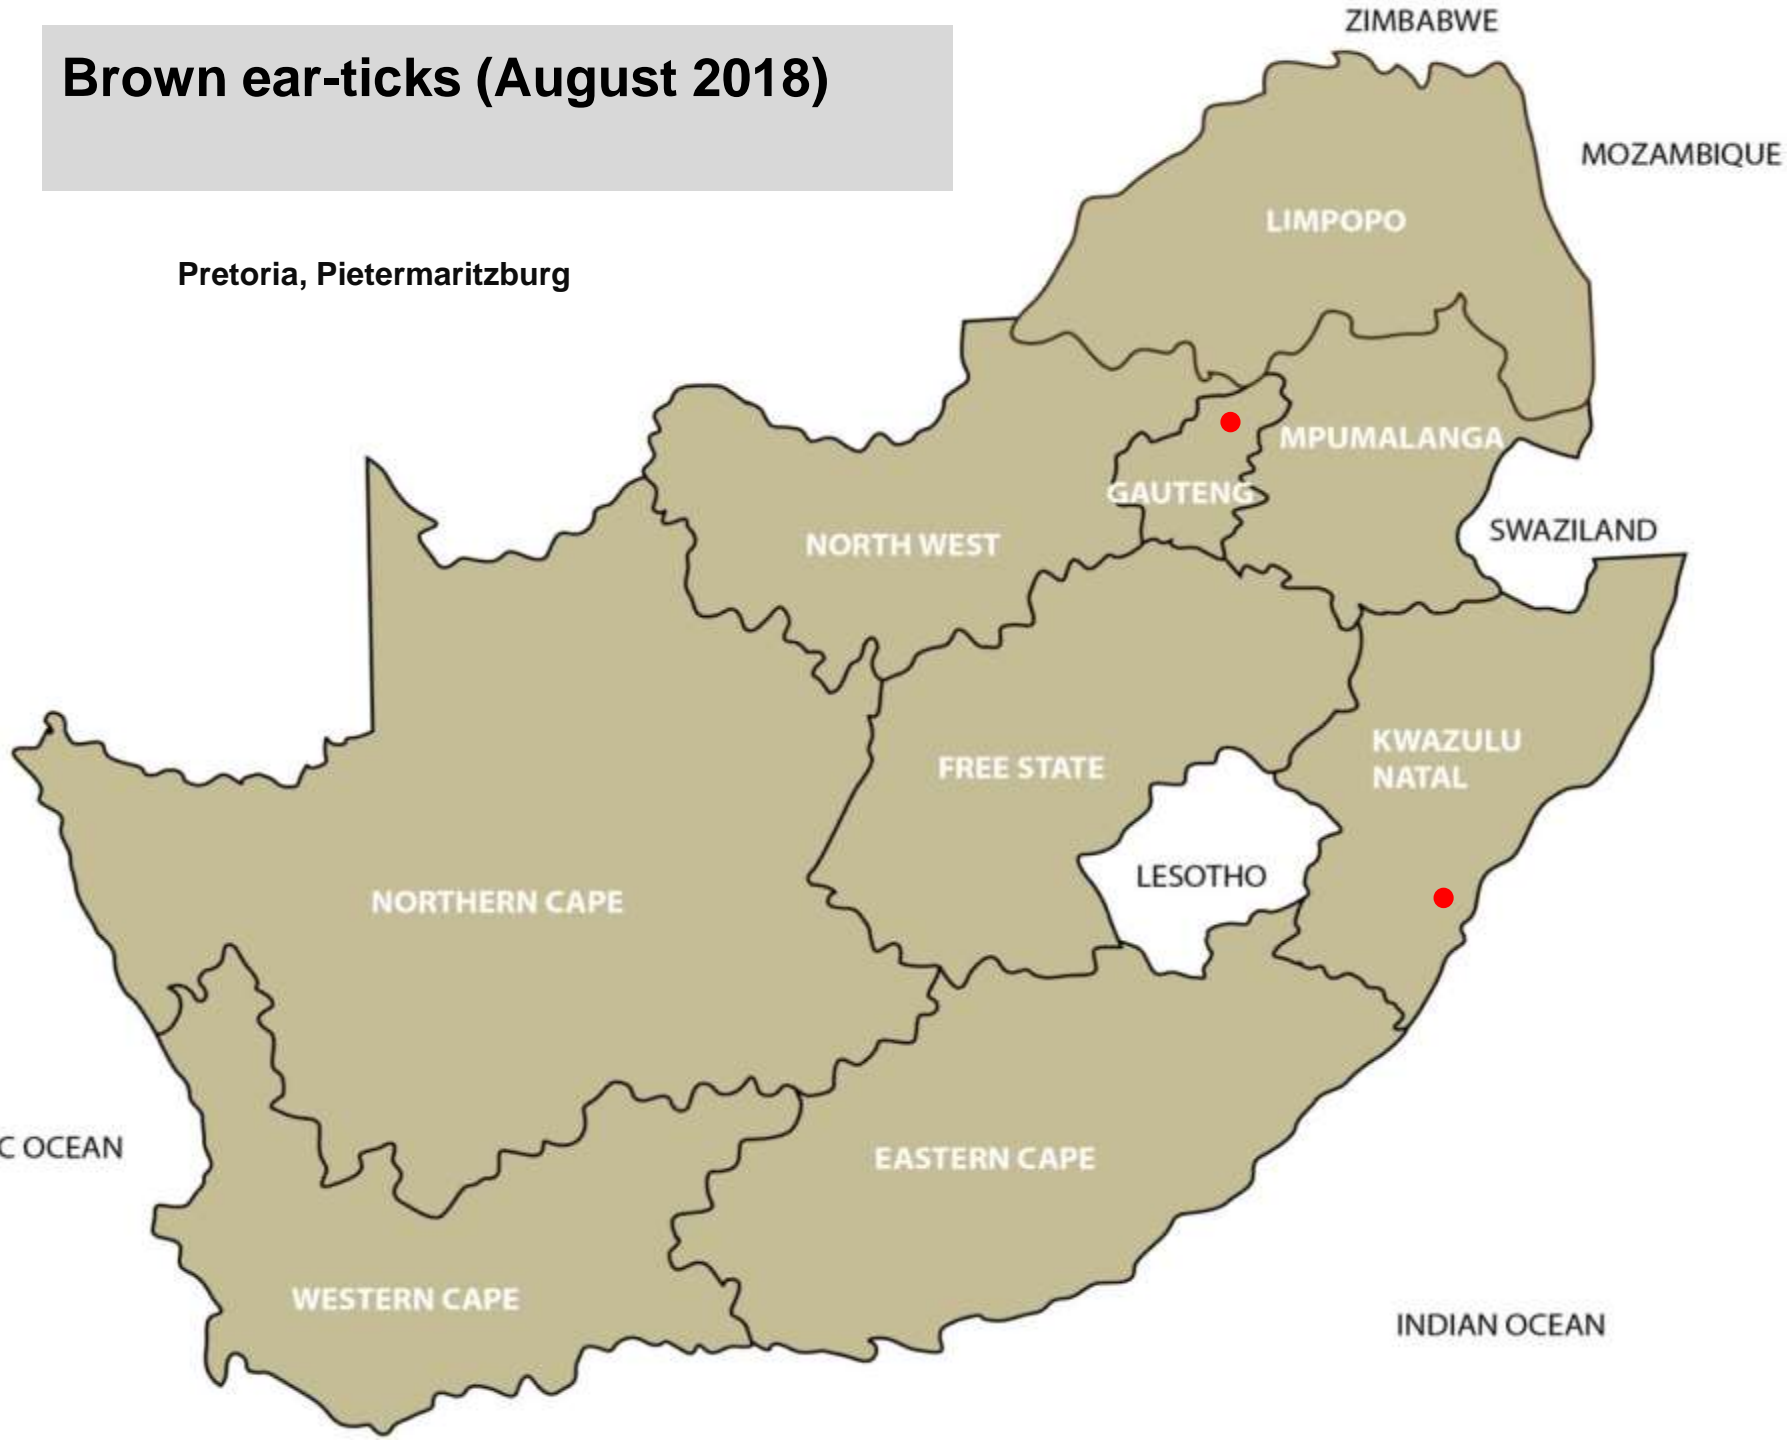 Brown ear-ticks (August 2018)
Pretoria, Pietermaritzburg
ZIMBABWE
MOZAMBIQUE
LIMPOPO
MPUMALANGA
GAUTENG
SWAZILAND
NORTH WEST
KWAZULU
NATAL
FREE STATE
LESOTHO
NORTHERN CAPE
C OCEAN
EASTERN CAPE
WESTERN CAPE
INDIAN OCEAN